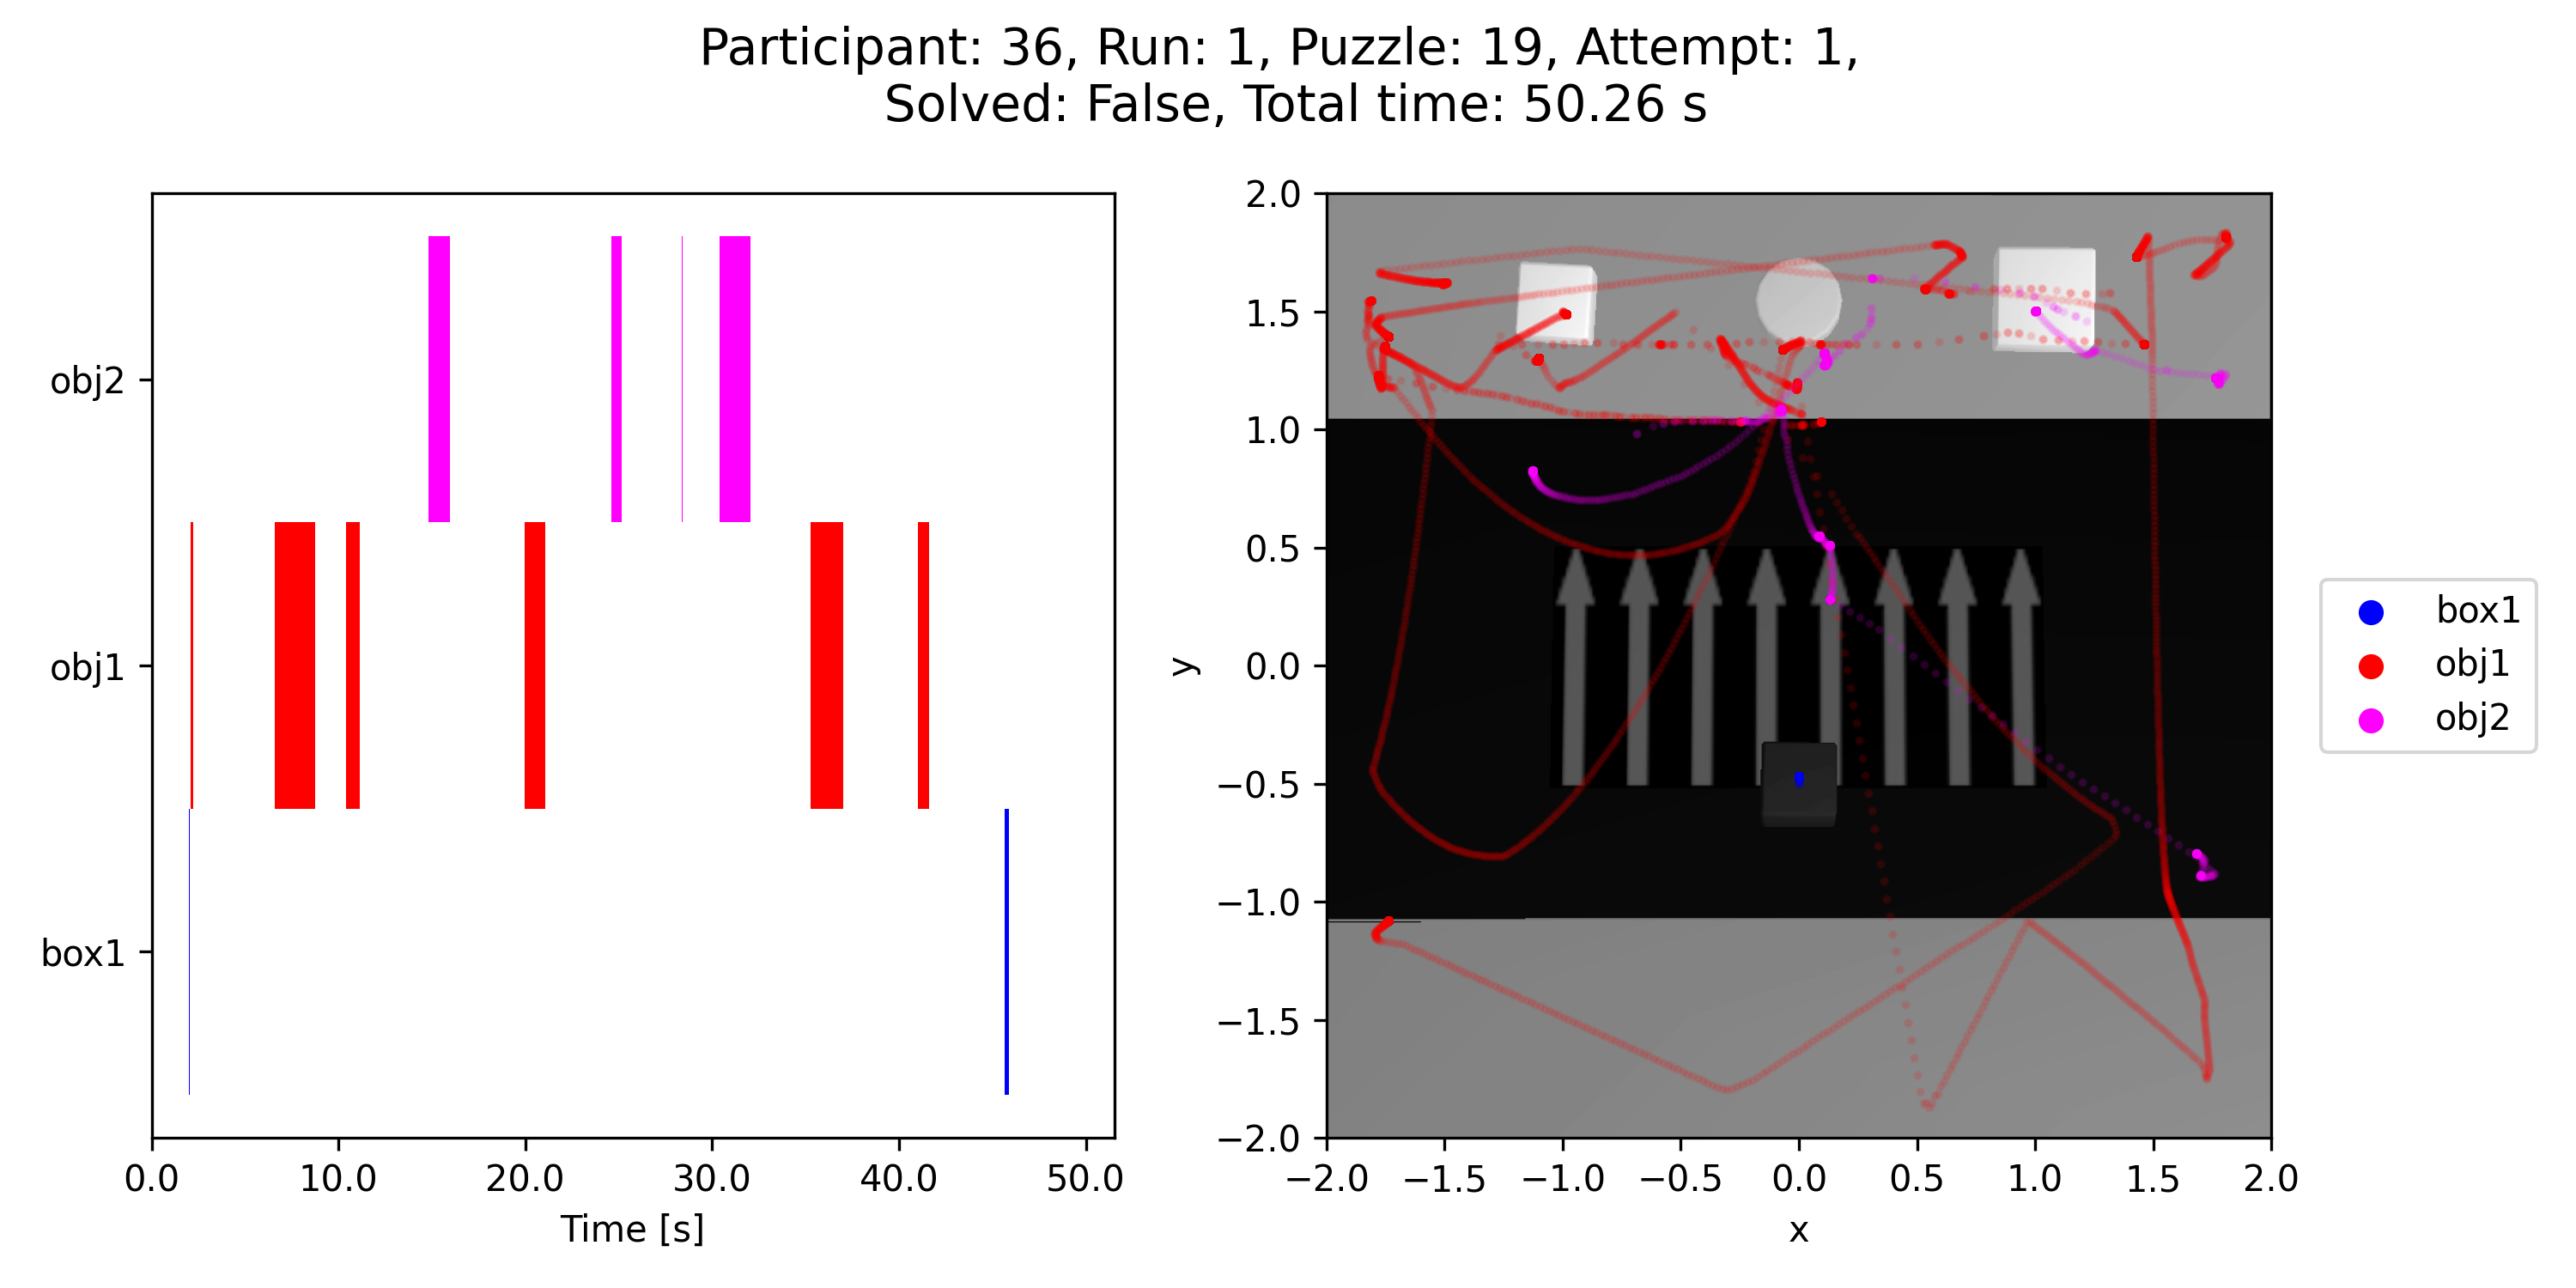 Participant: 36, Run: 1, Puzzle: 19, Attempt: 1,
Solved: False, Total time: 50.26 s
obj2
obj1
box1
0.0 10.0 20.0 30.0 40.0 50.0
Time [s]
2.0
1.5
1.0
0.5
0.0
−0.5
−1.0
−1.5
−2.0
y
−2.0 −1.5 −1.0 −0.5 0.0 0.5 1.0 1.5 2.0
x
box1
obj1
obj2